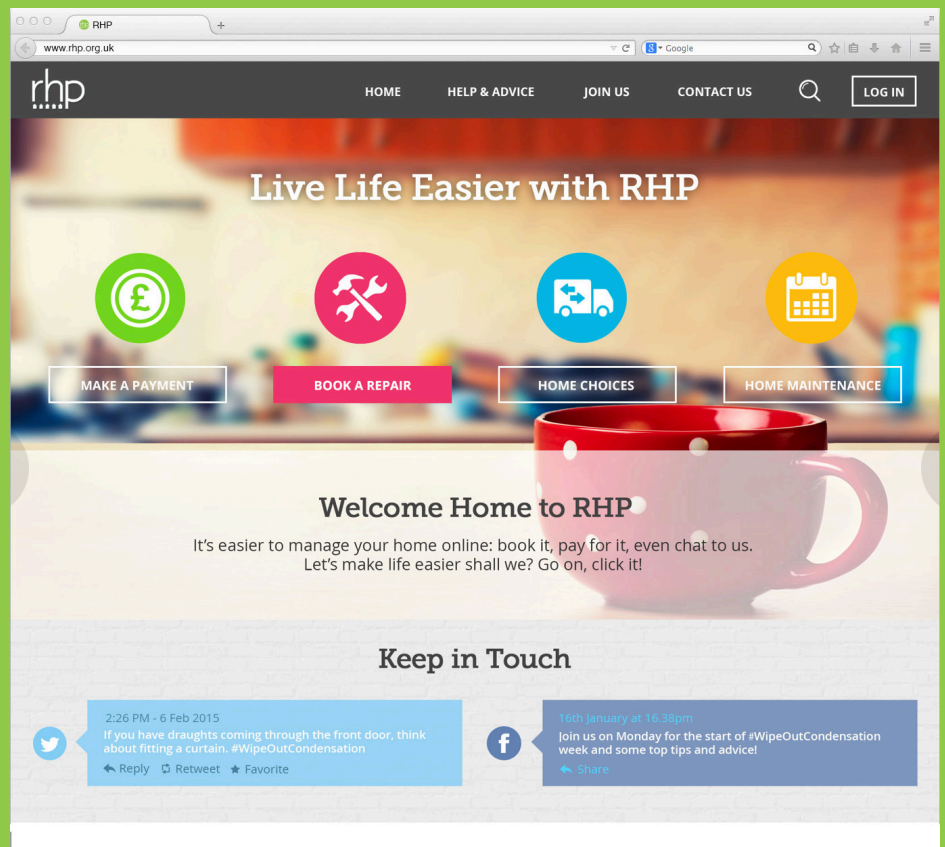 RHP
www.rhp.org.uk
Google
rhp
HOME
HELP & ADVICE
JOIN US
CONTACT US
LOG IN
Live Life Easier with RHP
£
MAKE A PAYMENT
BOOK A REPAIR
HOME CHOICES
HOME MAINTENANCE
Welcome Home to RHP
It's easier to manage your home online: book it, pay for it, even chat to us.
Let's make life easier shall we? Go on, click it!
Keep in Touch
2:26 PM - 6 Feb 2015
If you have draughts coming through the front door, think
about fitting a curtain. #WipeOutCondensation
Reply Retweet Favorite
16th January at 16.38pm
Join us on Monday for the start of #WipeOutCondensation
week and some top tips and advice!
Share